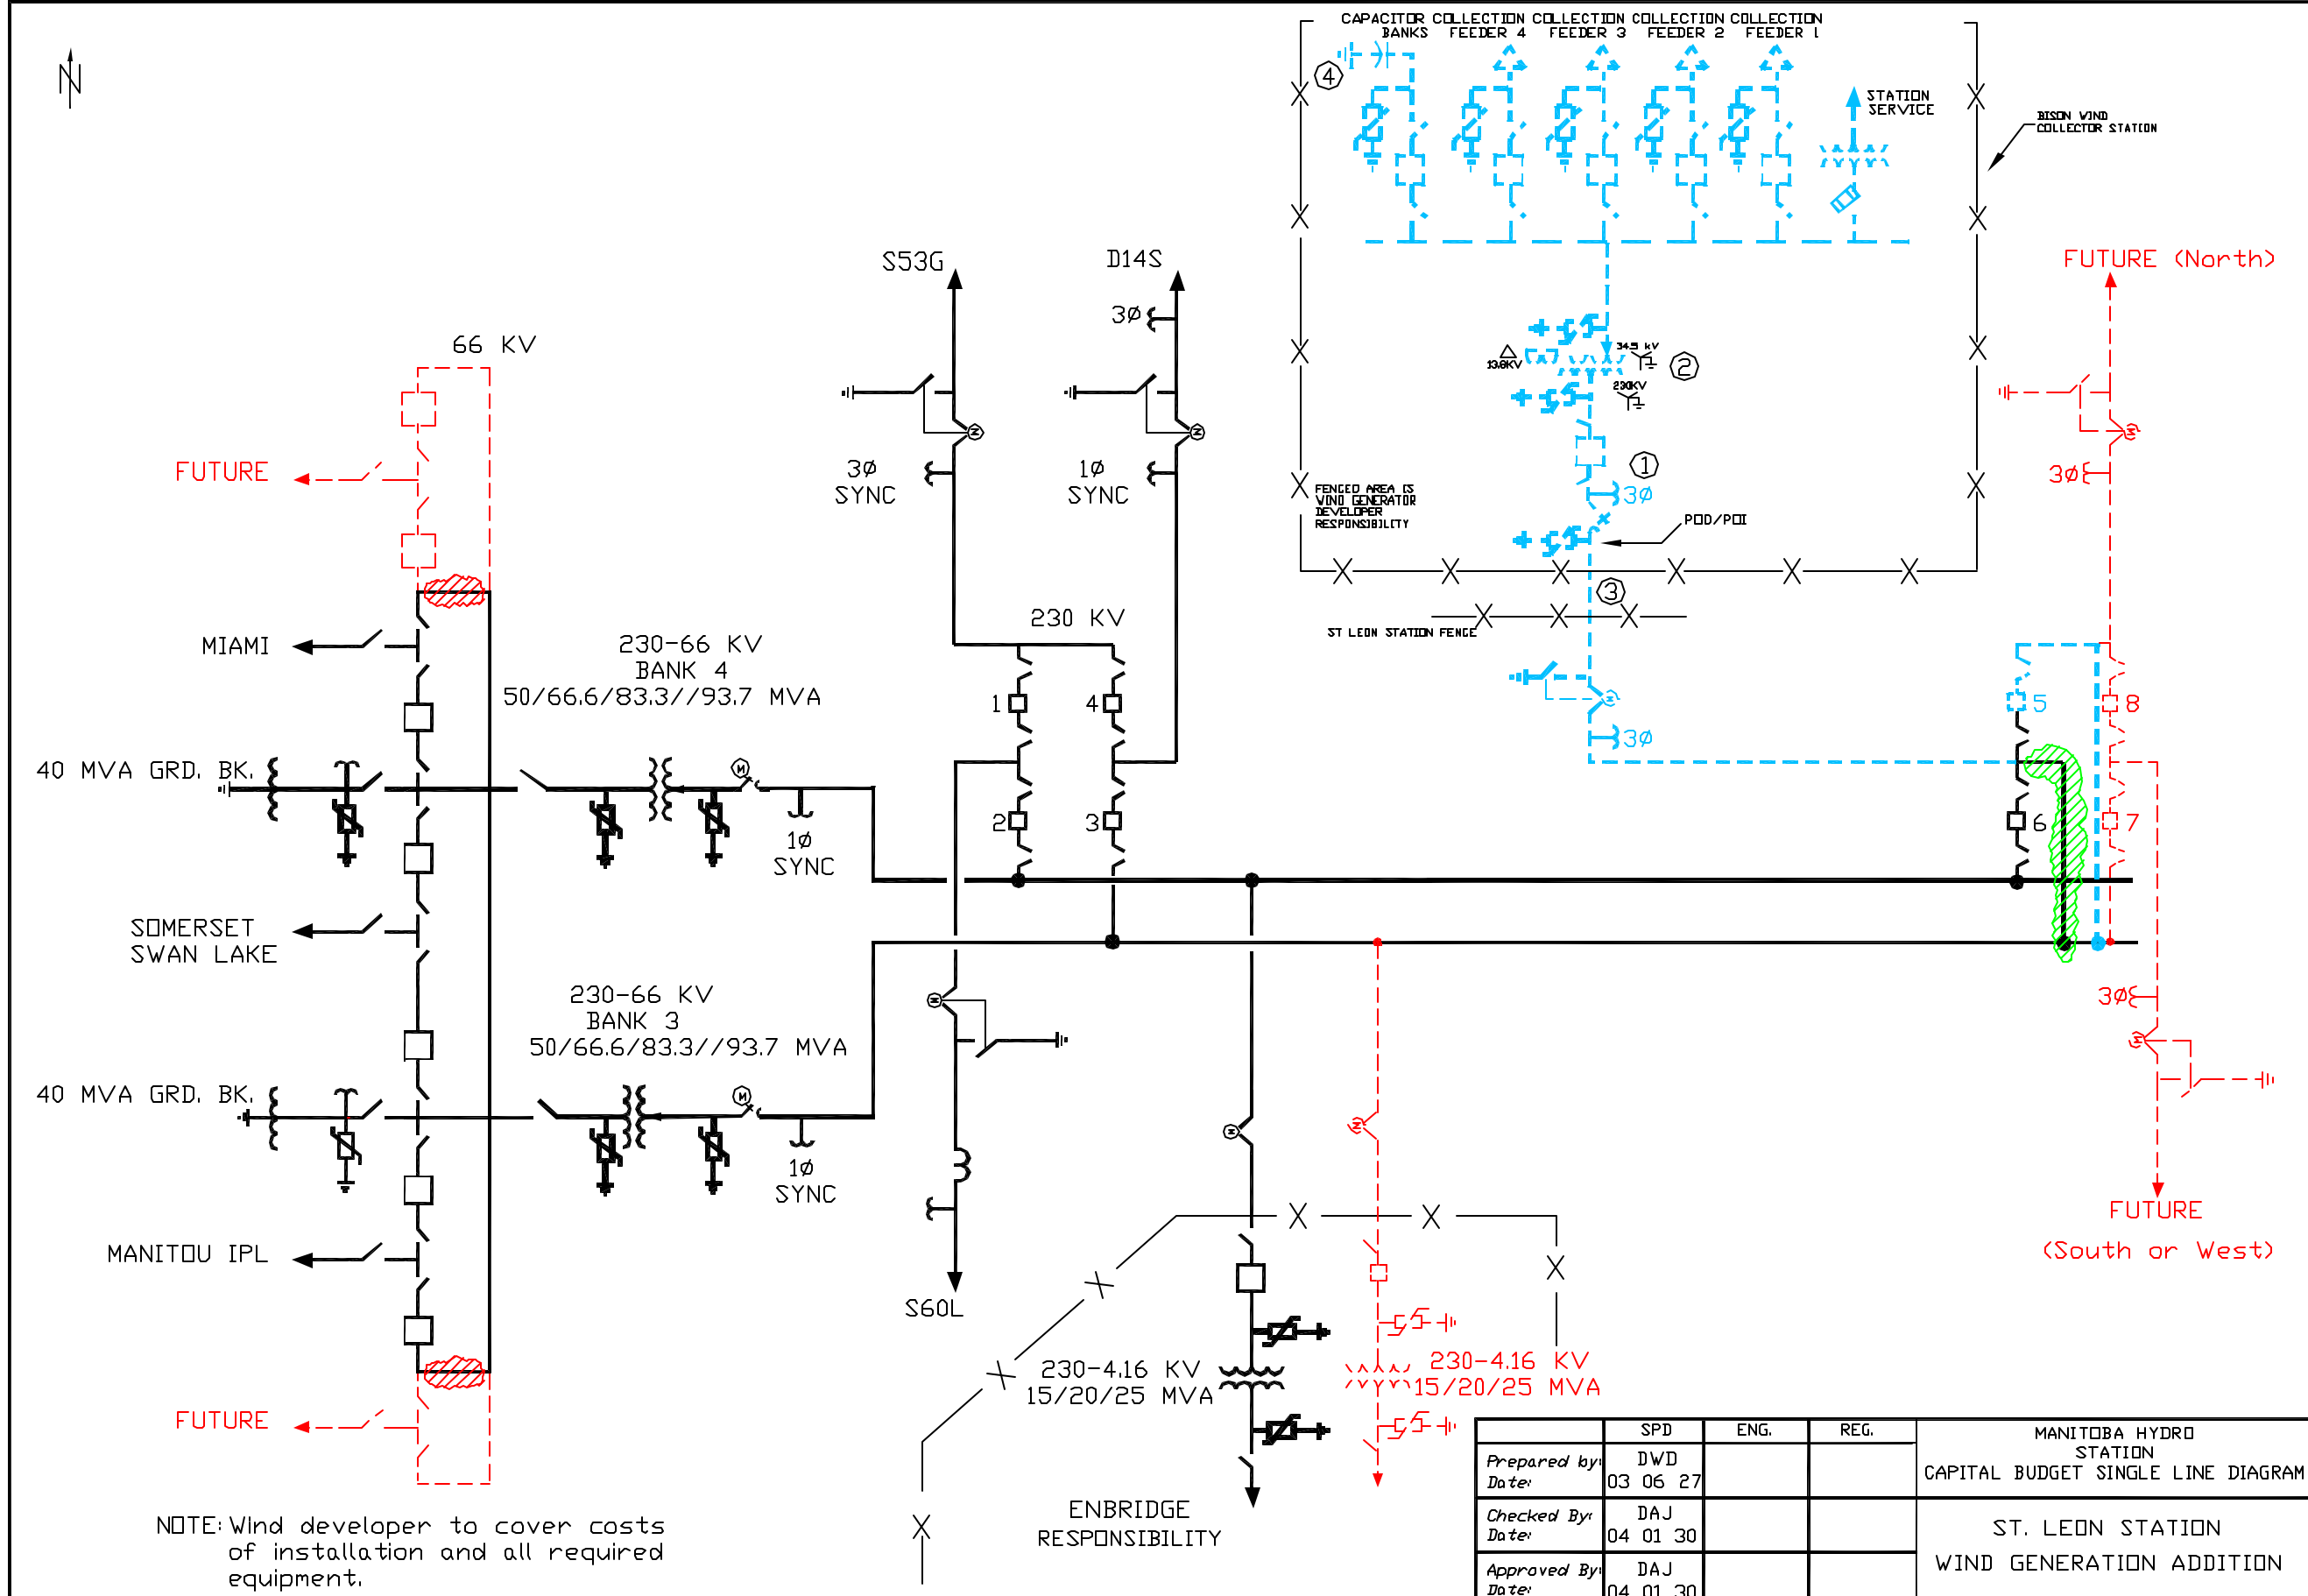 CAPACITOR COLLECTION COLLECTION COLLECTION COLLECTION
BANKS FEEDER 4 FEEDER 3 FEEDER 2 FEEDER 1
N
4
STATION
SERVICE
BISON WIND
COLLECTOR STATION
S53G
D14S
FUTURE (North)
3Ø
66 KV
34.5 kV
13.8KV
2
230KV
M
M
M
FUTURE
3Ø
SYNC
1Ø
SYNC
1
3Ø
3Ø
FENCED AREA IS
WIND GENERATOR
DEVELOPER
RESPONSIBILITY
POD/POI
3
230 KV
ST LEON STATION FENCE
MIAMI
230-66 KV
BANK 4
50/66.6/83.3//93.7 MVA
1
4
M
5
8
3Ø
40 MVA GRD. BK.
M
2
3
6
7
1Ø
SYNC
SOMERSET
SWAN LAKE
230-66 KV
BANK 3
50/66.6/83.3//93.7 MVA
M
3Ø
M
40 MVA GRD. BK.
M
M
M
1Ø
SYNC
MANITOU IPL
S60L
FUTURE
(South or West)
230-4.16 KV
15/20/25 MVA
230-4.16 KV
15/20/25 MVA
FUTURE
ENBRIDGE
RESPONSIBILITY
NOTE: Wind developer to cover costs
of installation and all required
equipment.
SPD ENG. REG.
Prepared by: DWD
Date: 03 06 27
Checked By: DAJ
Date: 04 01 30
Approved By: DAJ
Date: 04 01 30
MANITOBA HYDRO
STATION
CAPITAL BUDGET SINGLE LINE DIAGRAM
ST. LEON STATION
WIND GENERATION ADDITION